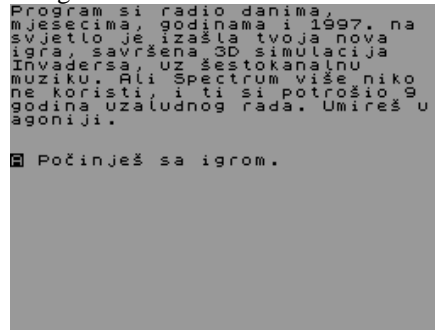 Program si radio danima,
mjesecima, godinama i 1997. na
svjetlo je izašla tvoja nova
igra, savršena 3D simulacija
Invadersa, uz šestokanalnu
muziku. Ali Spectrum više niko
ne koristi, i ti si potrošio 9
godina uzaludnog rada. Umireš u
agoniji.
A Počinješ sa igrom.